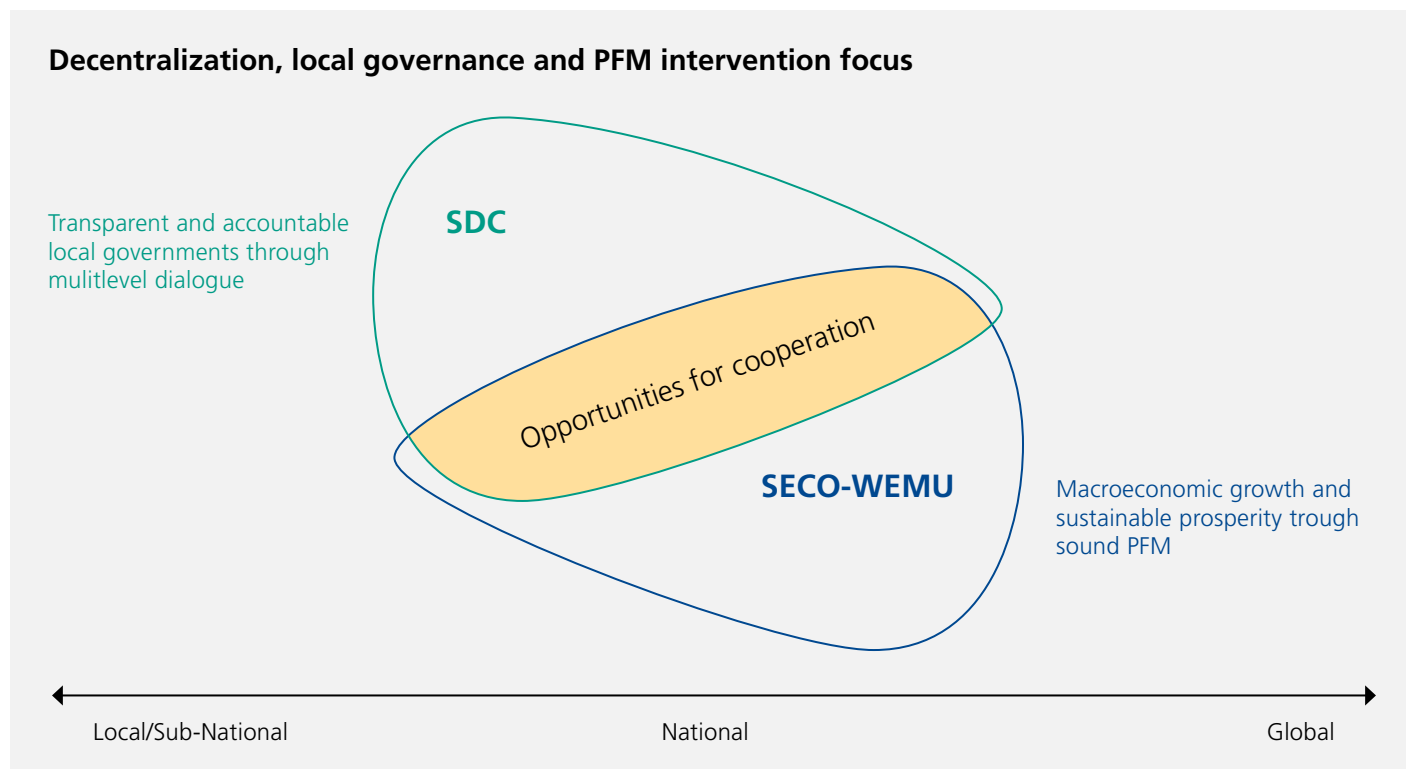 Decentralization, local governance and PFM intervention focus
Transparent and accountable
local governments through
mulitlevel dialogue
SDC
Opportunities for cooperation
SECO-WEMU
Macroeconomic growth and
sustainable prosperity trough
sound PFM
Local/Sub-National
National
Global